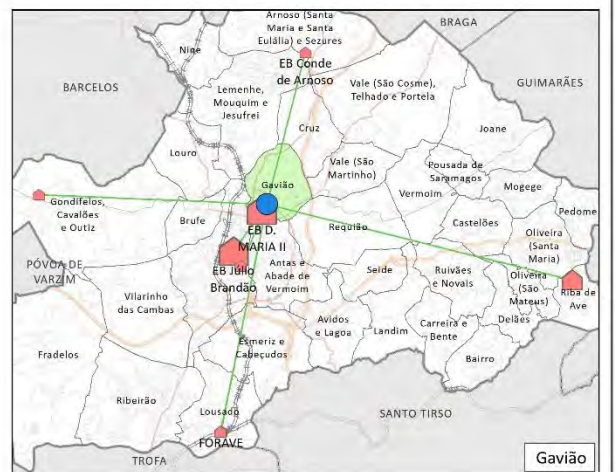 Arnoso (Santa
Maria e Santa
Eulália) e Sezures
BRAGA
Nine
EB Conde
de Arnoso
BARCELOS
GUIMARÃES
Lemenhe,
Mouquim e
Jesufrei
Vale (São Cosme),
Telhado e Portela
Cruz
Joane
Louro
Vale (São
Martinho)
Pousada de
Saramagos
Gavião
Vermoim
Mogege
Gondifelos,
Cavalões
e Outiz
Pedome
Brufe
EB D.
MARIA II
Requião
Castelões
Oliveira
(Santa
Maria)
PÓVOA DE
VARZIM
EB Júlio
Brandão
Antas e
Abade de
Vermoim
Seide
Ruivães
e Novais
Oliveira
(São
Mateus)
Riba de
Ave
Vilarinho
das Cambas
Avidos
e Lagoa
Landim
Carreira e
Bente
Delães
Fradelos
Esmeriz e
Cabeçudos
Bairro
Ribeirão
Lousado
SANTO TIRSO
FORAVE
TROFA
Gavião